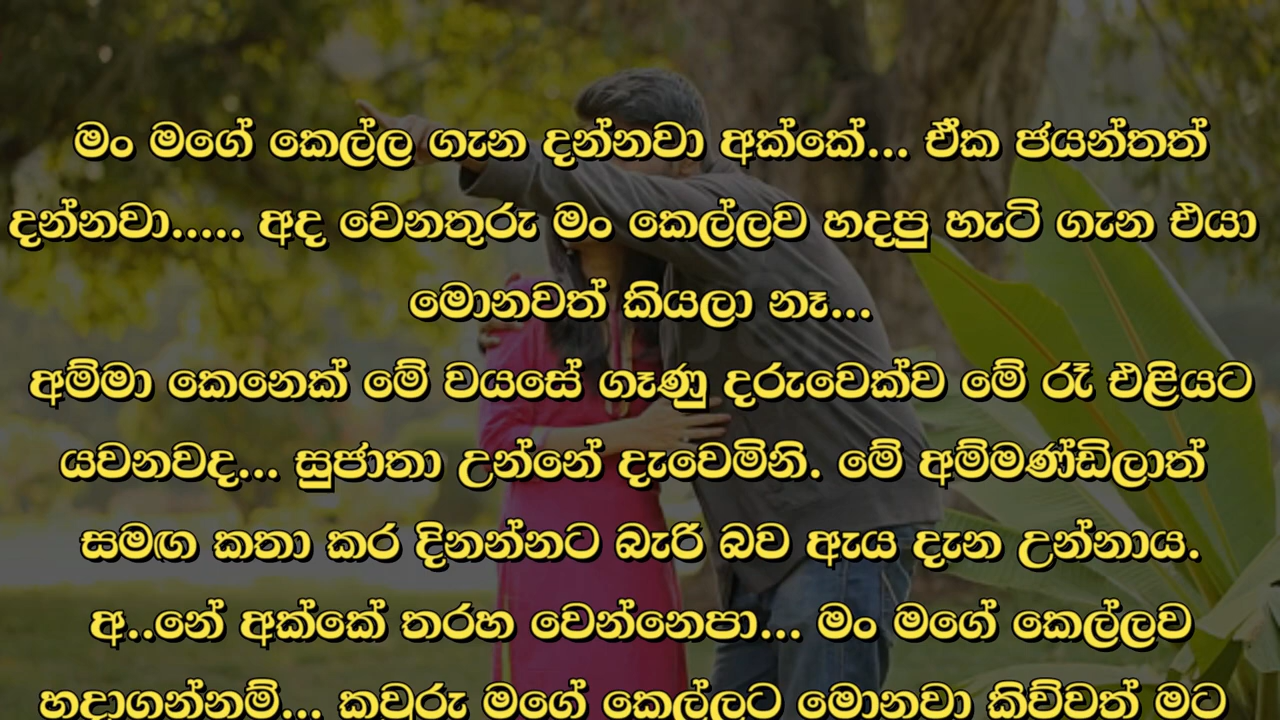 මං මගේ කෙල්ල ගැන දන්නවා අක්කේ... ඒක ජයන්තත්
දන්නවා..... අද වෙනතුරු මං කෙල්ලව හදපු හැටි ගැන එයා
මොනවත් කියලා නෑ...
අම්මා කෙනෙක් මේ වයසේ ගෑණු දරුවෙක්ව මේ රෑ එළියට
යවනවද... සුජාතා උන්නේ දැවෙමිනි. මේ අම්මණ්ඩිලාත්
සමඟ කතා කර දිනන්නට බැරි බව ඇය දැන උන්නාය.
අ..නේ අක්කේ තරහ වෙන්නෙපා... මං මගේ කෙල්ලව
හදාගන්නම්... කවුරු මගේ කෙල්ලට මොනවා කිව්වත් මට